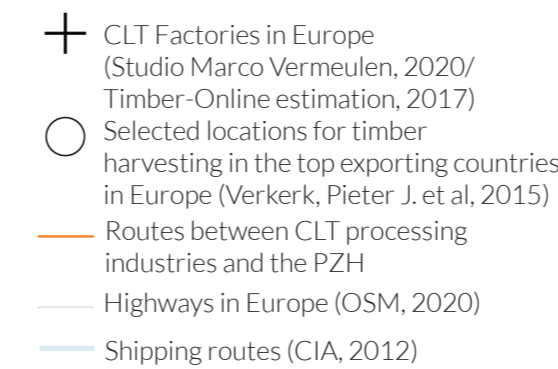 CLT Factories in Europe
(Studio Marco Vermeulen, 2020/
Timber-Online estimation, 2017)
Selected locations for timber
harvesting in the top exporting countries
in Europe (Verkerk, Pieter J. et al, 2015)
Routes between CLT processing
industries and the PZH
Highways in Europe (OSM, 2020)
Shipping routes (CIA, 2012)